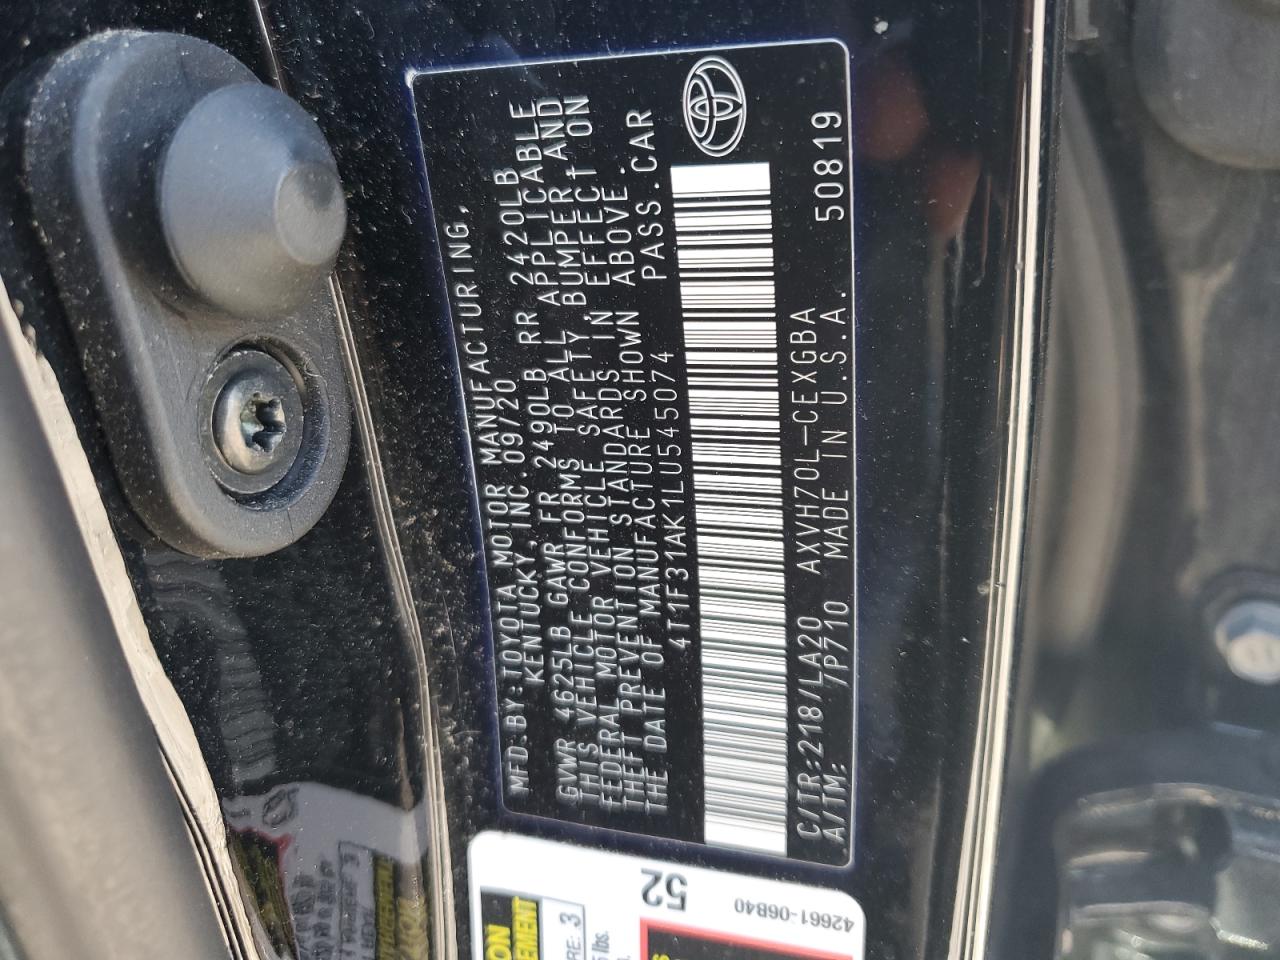 MFD.BY:TOYOTA MOTOR MANUFACTURING,
KENTUCKY,INC.09/20
GVWR 4625LB GAWR FR 2490LB RR 2420LB
THIS VEHICLE CONFORMS TO ALL APPLICABLE
FEDERAL MOTOR VEHICLE SAFETY,BUMPER AND
THEFT PREVENTION STANDARDS IN EFFECT ON
THE DATE OF MANUFACTURE SHOWN ABOVE.
4T1F31AK1LU545074 PASS.CAR
C/TR:218/LA20 AXVH70L-CEXGBA
A/TM: /P710 MADE IN U.S.A. 50819
52
42661-06B40